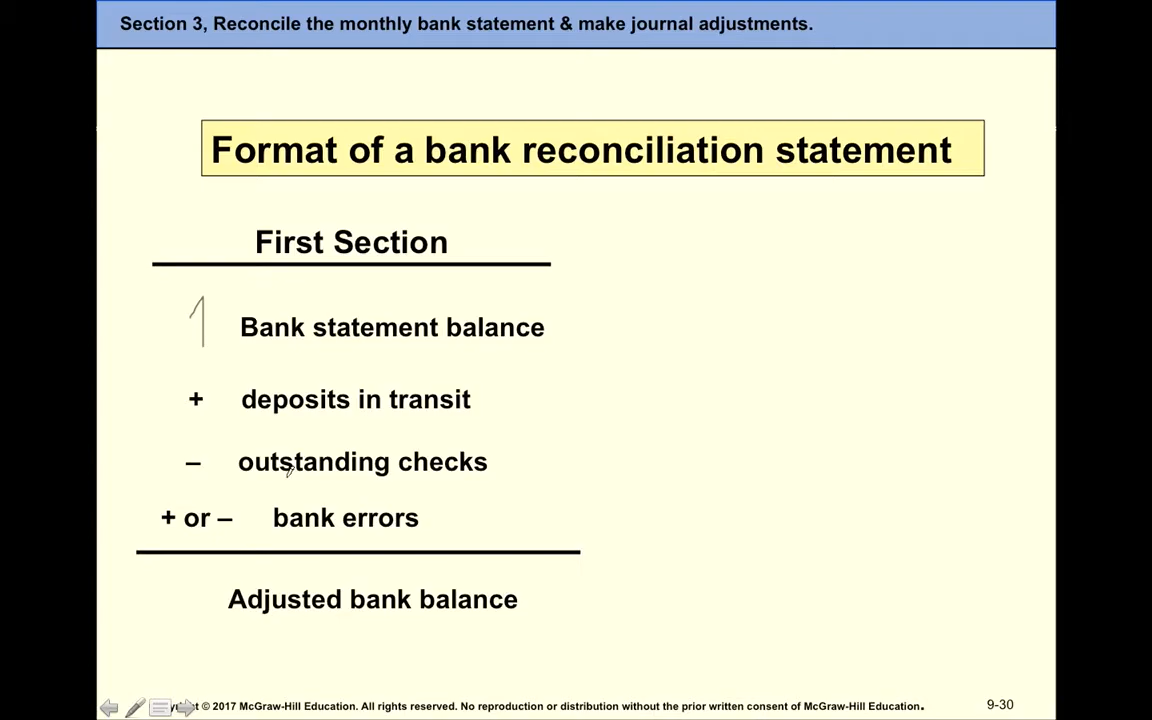 Section 3, Reconcile the monthly bank statement & make journal adjustments.
Format of a bank reconciliation statement
First Section
1 Bank statement balance
+ deposits in transit
– outstanding checks
+ or – bank errors
Adjusted bank balance
© 2017 McGraw-Hill Education. All rights reserved. No reproduction or distribution without the prior written consent of McGraw-Hill Education.
9-30